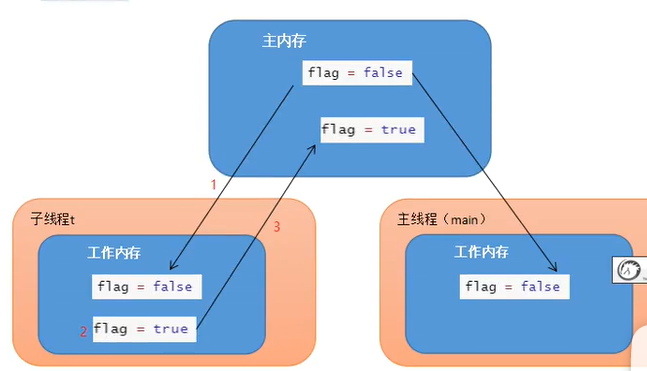 主内存
flag = false
flag = true
1
3
子线程t
工作内存
flag = false
2 flag = true
主线程（main）
工作内存
flag = false